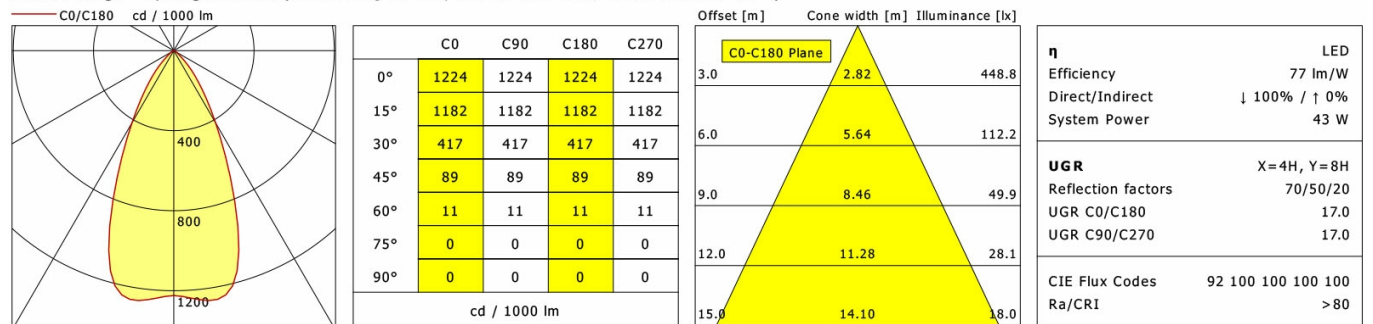 C0/C180 cd / 1000 lm
400
800
1200
C0 C90 C180 C270
0° 1224 1224 1224 1224
15° 1182 1182 1182 1182
30° 417 417 417 417
45° 89 89 89 89
60° 11 11 11 11
75° 0 0 0 0
90° 0 0 0 0
cd / 1000 lm
Offset [m] Cone width [m] Illuminance [lx]
C0-C180 Plane
3.0 2.82 448.8
6.0 5.64 112.2
9.0 8.46 49.9
12.0 11.28 28.1
15.0 14.10 18.0
η LED
Efficiency 77 lm/W
Direct/Indirect ↓ 100% / ↑ 0%
System Power 43 W
UGR X=4H, Y=8H
Reflection factors 70/50/20
UGR C0/C180 17.0
UGR C90/C270 17.0
CIE Flux Codes 92 100 100 100 100
Ra/CRI >80